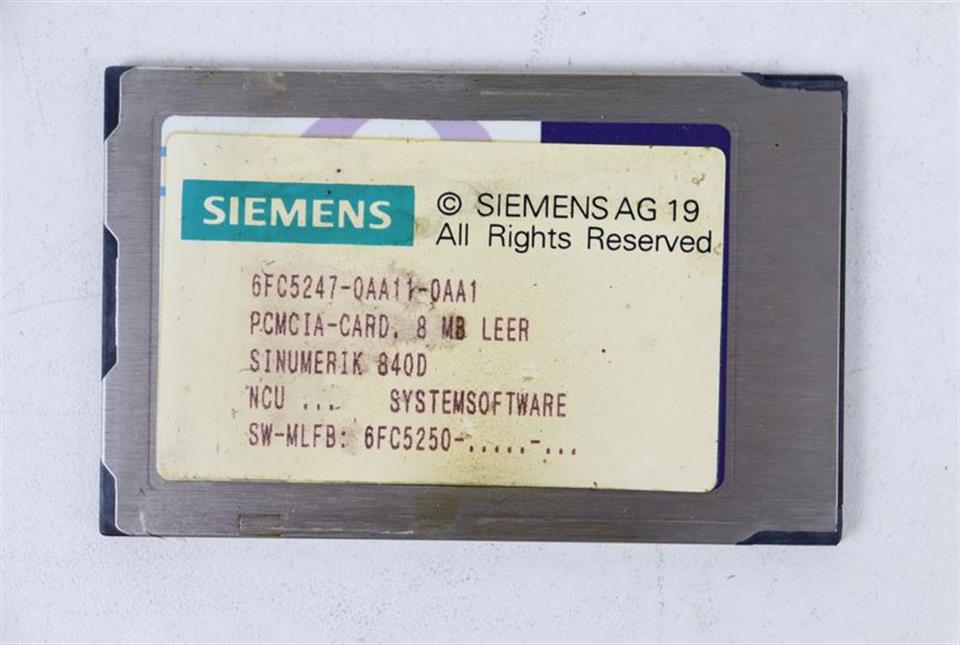 SIEMENS
© SIEMENS AG 19
All Rights Reserved
6FC5247-0AA11-0AA1
PCMCIA-CARD, 8 MB LEER
SINUMERIK 840D
NCU ... SYSTEMSOFTWARE
SW-MLFB: 6FC5250-.....-...